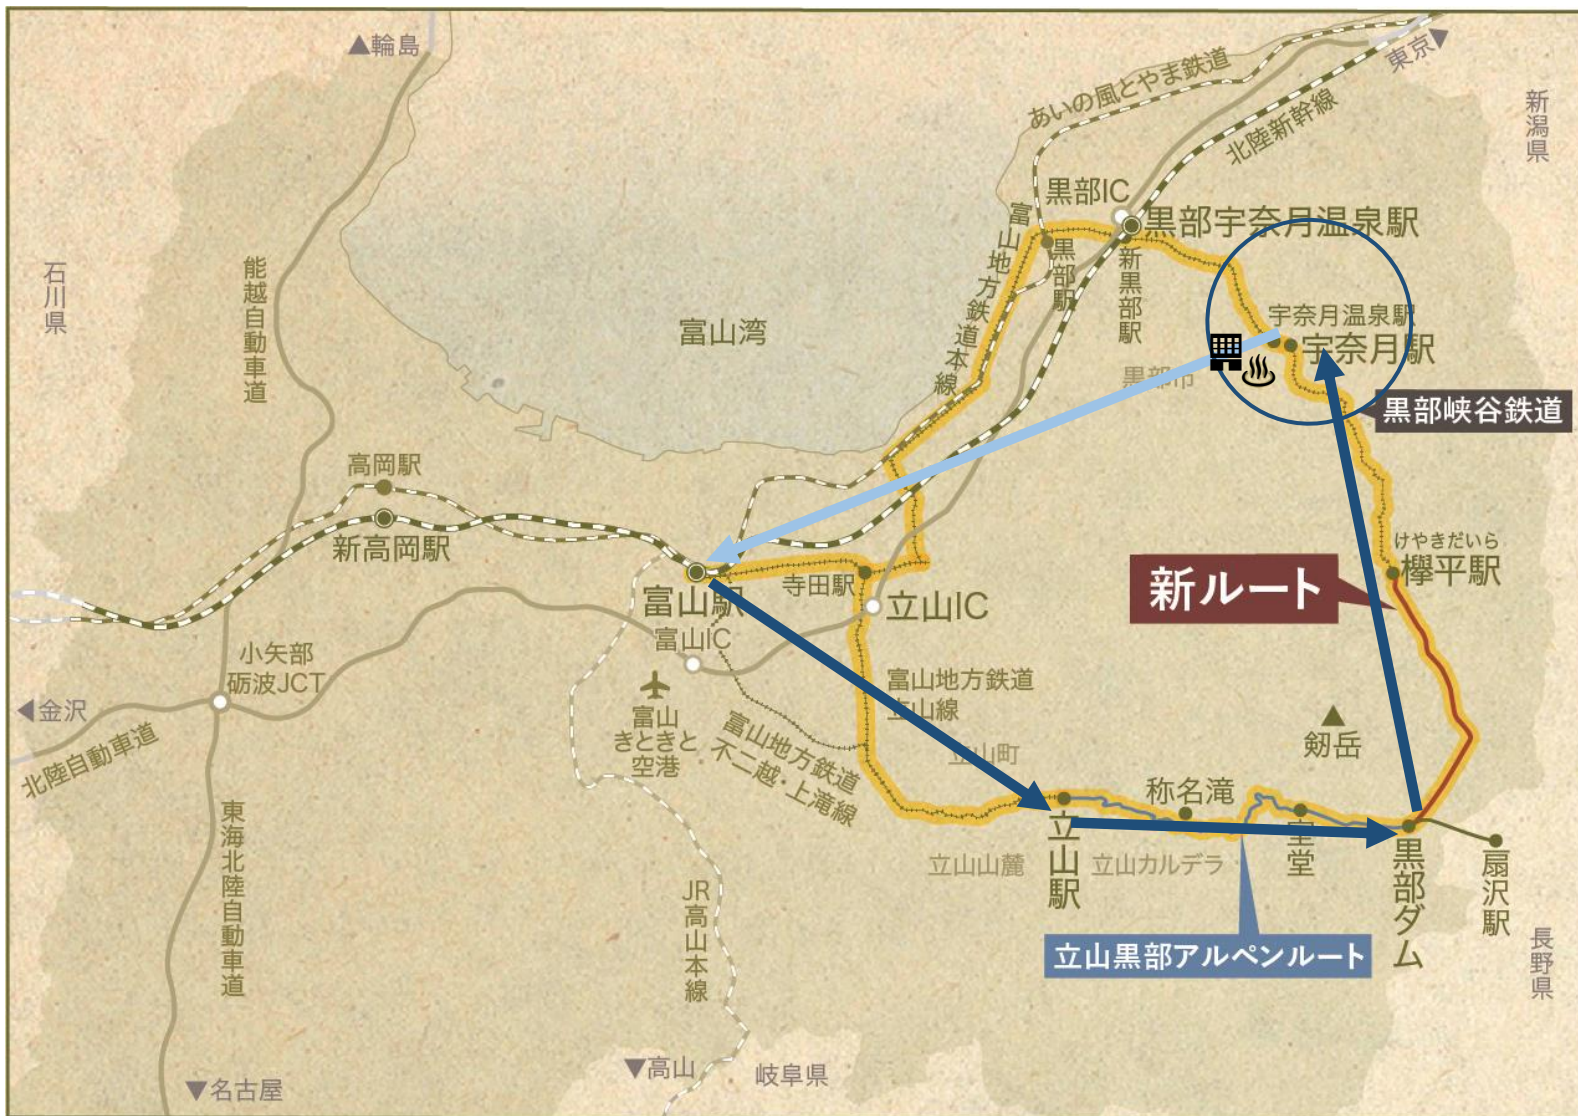 ▲輪島
東京▶
あいの風とやま鉄道
北陸新幹線
新潟県
黒部IC
黒部宇奈月温泉駅
富山地方鉄道本線
黒部駅
新黒部駅
石川県
能越自動車道
富山湾
宇奈月温泉駅
宇奈月駅
黒部市
黒部峡谷鉄道
高岡駅
新高岡駅
けやきだいら
欅平駅
新ルート
寺田駅
富山駅
立山IC
富山IC
小矢部
砺波JCT
◀金沢
北陸自動車道
富山
きときと
空港
富山地方鉄道
立山線
富山地方鉄道
不二越・上滝線
立山町
剱岳
称名滝
室堂
立山駅
黒部ダム
扇沢駅
立山山麓
立山カルデラ
立山黒部アルペンルート
東海北陸自動車道
JR高山本線
長野県
▼高山
岐阜県
▼名古屋